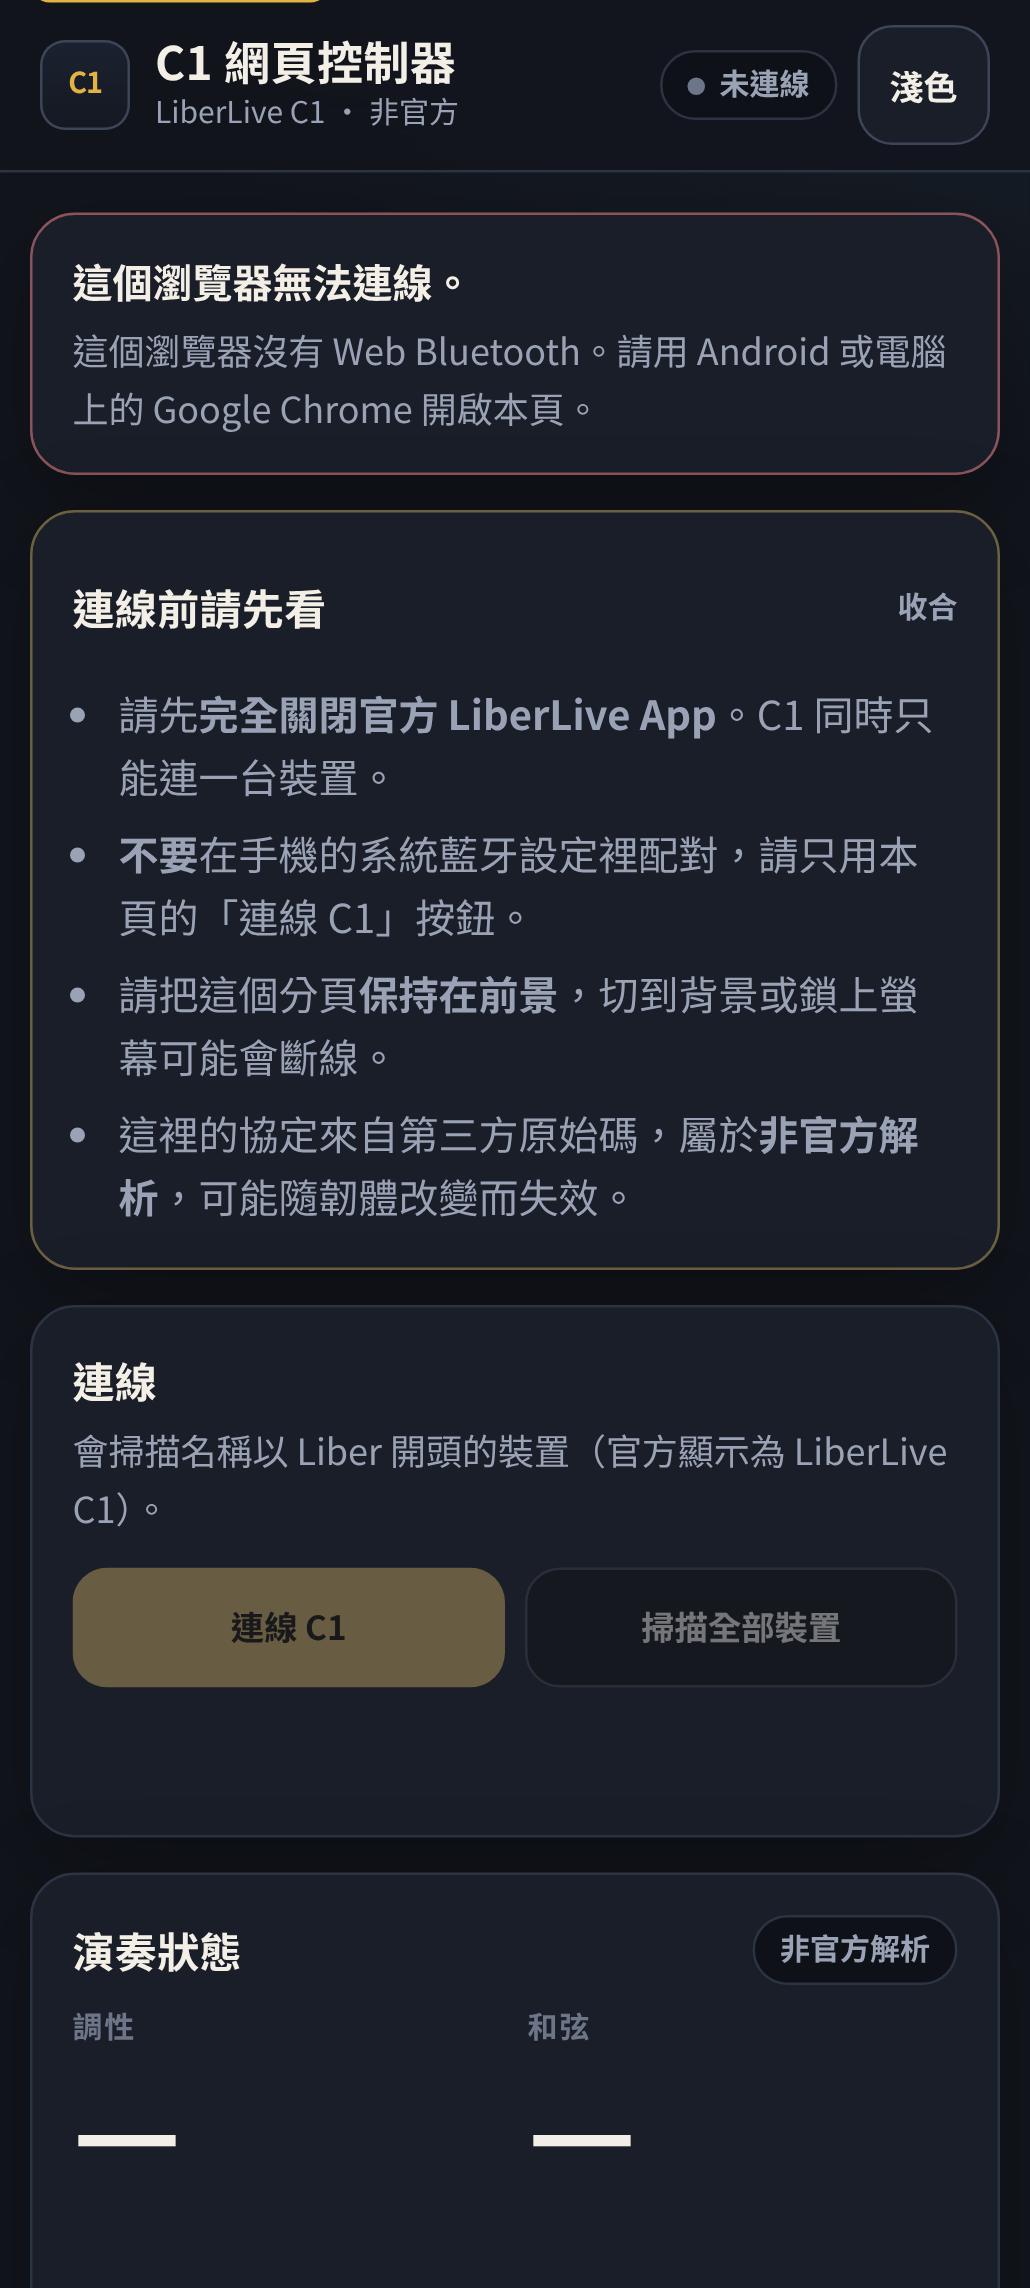 C1
C1 網頁控制器
LiberLive C1 · 非官方
未連線
淺色
這個瀏覽器無法連線。
這個瀏覽器沒有 Web Bluetooth。請用 Android 或電腦
上的 Google Chrome 開啟本頁。
連線前請先看
收合
請先完全關閉官方 LiberLive App。C1 同時只
能連一台裝置。
不要在手機的系統藍牙設定裡配對，請只用本
頁的「連線 C1」按鈕。
請把這個分頁保持在前景，切到背景或鎖上螢
幕可能會斷線。
這裡的協定來自第三方原始碼，屬於非官方解
析，可能隨韌體改變而失效。
連線
會掃描名稱以 Liber 開頭的裝置（官方顯示為 LiberLive
C1）。
連線 C1
掃描全部裝置
演奏狀態
非官方解析
調性
和弦
—
—